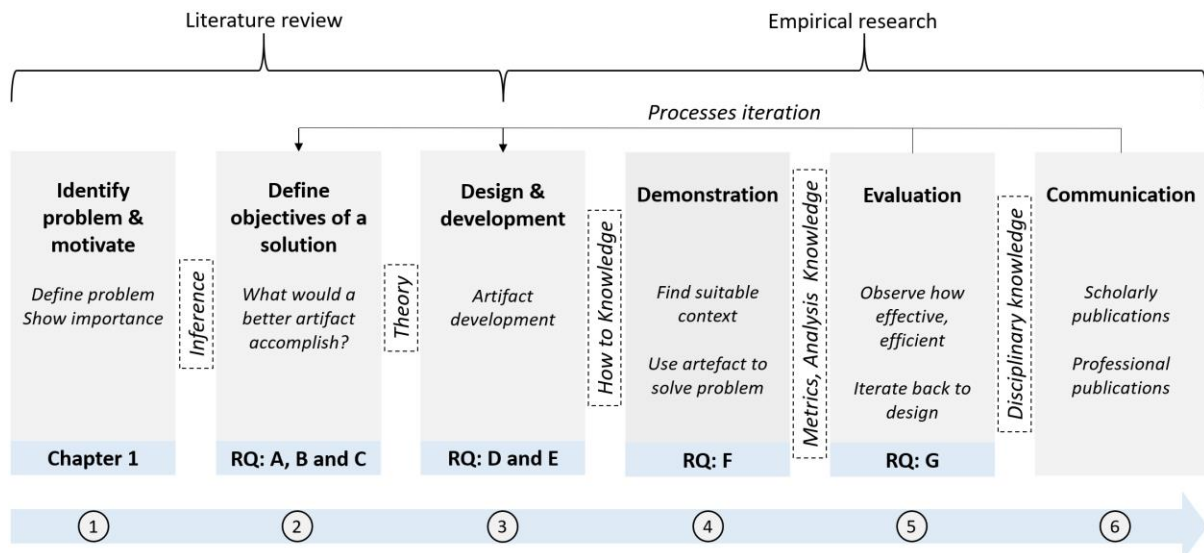 Literature review
Empirical research
Processes iteration
Identify
problem &
motivate
Define problem
Show importance
Chapter 1
Inference
Define
objectives of a
solution
What would a
better artifact
accomplish?
RQ: A, B and C
Theory
Design &
development
Artifact
development
RQ: D and E
How to Knowledge
Demonstration
Find suitable
context
Use artefact to
solve problem
RQ: F
Metrics, Analysis Knowledge
Evaluation
Observe how
effective,
efficient
Iterate back to
design
RQ: G
Disciplinary knowledge
Communication
Scholarly
publications
Professional
publications
1
2
3
4
5
6